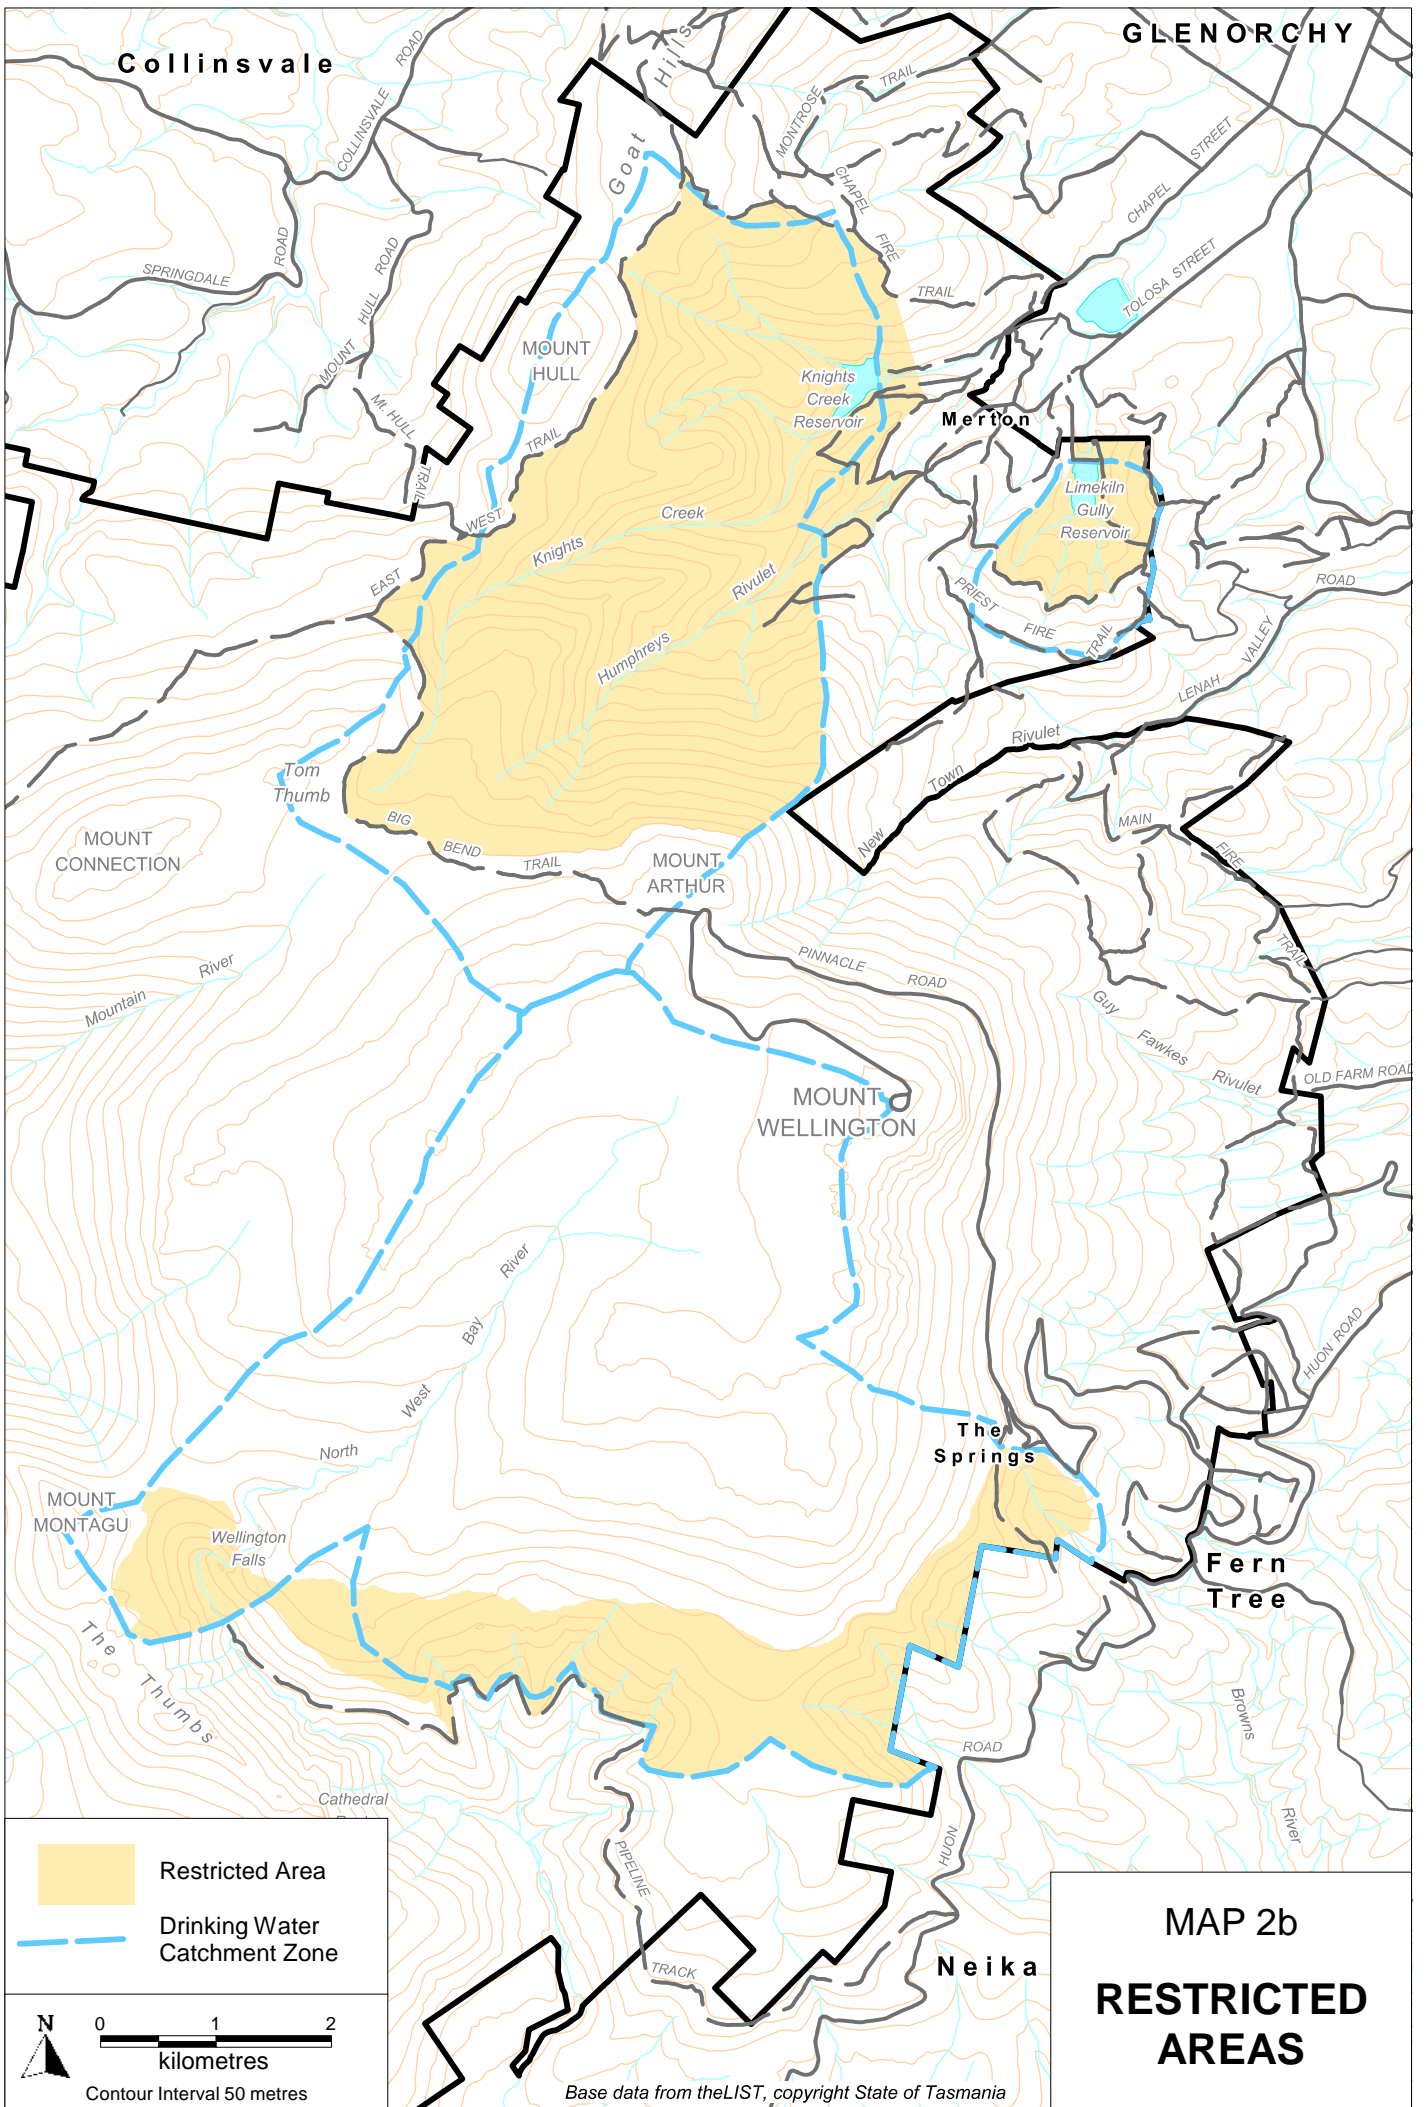 Collinsvale
GLENORCHY
ROAD
COLLINSVALE
Goat
Hills
MONTROSE
TRAIL
CHAPEL
FIRE
TRAIL
CHAPEL
STREET
TOLOSA STREET
SPRINGDALE
ROAD
ROAD
HULL
MOUNT
Mt. HULL
TRAIL
MOUNT
HULL
Knights
Creek
Reservoir
Merton
Limekiln
Gully
Reservoir
WEST
TRAIL
EAST
Knights
Creek
Humphreys
Rivulet
PRIEST
FIRE
TRAIL
ROAD
VALLEY
LENAH
New
Town
Rivulet
Tom
Thumb
MOUNT
CONNECTION
BIG
BEND
TRAIL
MOUNT
ARTHUR
MAIN
FIRE
TRAIL
PINNACLE
ROAD
Mountain
River
Guy
Fawkes
Rivulet
OLD FARM ROAD
MOUNT
WELLINGTON
North
West
Bay
River
HUON ROAD
The
Springs
MOUNT
MONTAGU
Wellington
Falls
Fern
Tree
The
Thumbs
Browns
River
ROAD
HUON
Cathedral
PIPELINE
TRACK
Neika
Restricted Area
Drinking Water
Catchment Zone
N
0 1 2
kilometres
Contour Interval 50 metres
Base data from theLIST, copyright State of Tasmania
MAP 2b
RESTRICTED
AREAS